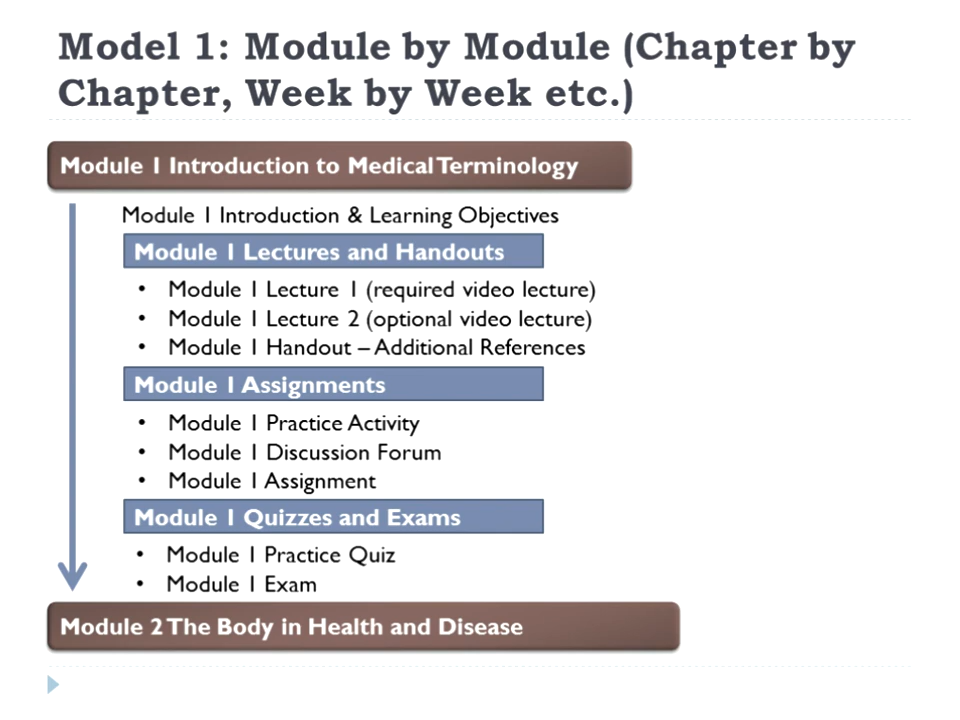 Model 1: Module by Module (Chapter by
Chapter, Week by Week etc.)
Module 1 Introduction to Medical Terminology
Module 1 Introduction & Learning Objectives
Module 1 Lectures and Handouts
• Module 1 Lecture 1 (required video lecture)
• Module 1 Lecture 2 (optional video lecture)
• Module 1 Handout – Additional References
Module 1 Assignments
• Module 1 Practice Activity
• Module 1 Discussion Forum
• Module 1 Assignment
Module 1 Quizzes and Exams
• Module 1 Practice Quiz
• Module 1 Exam
Module 2 The Body in Health and Disease